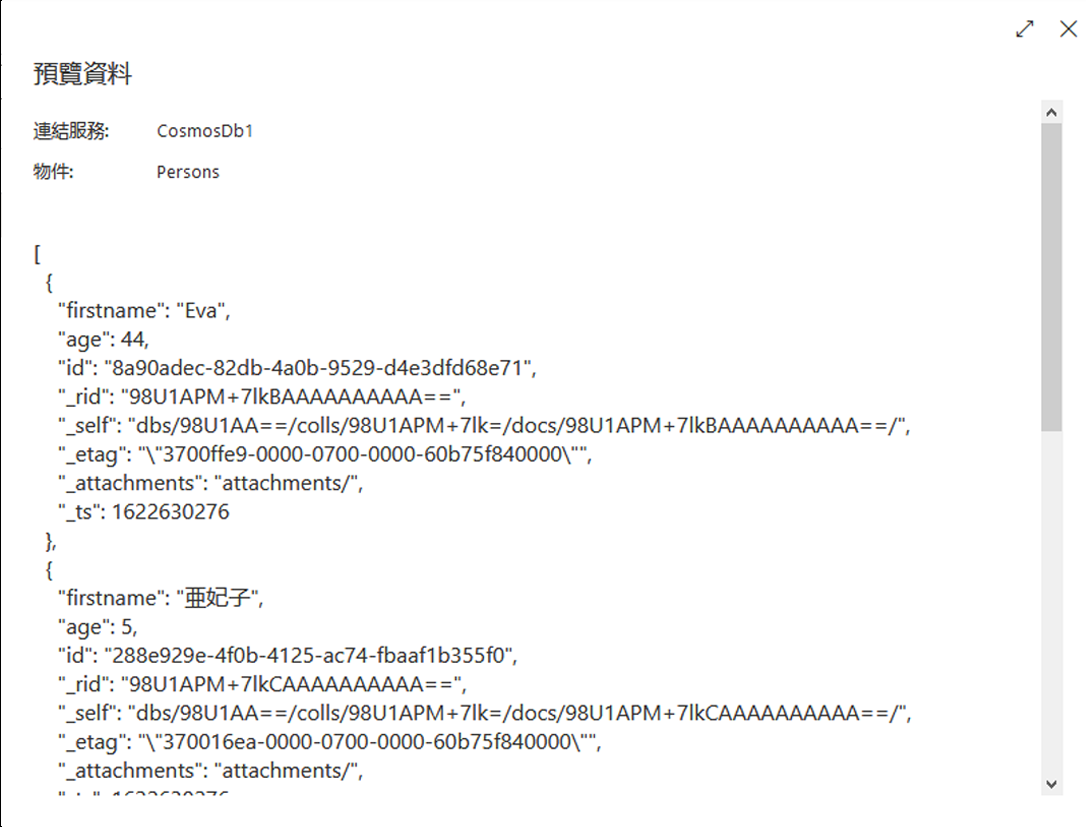 預覽資料
連結服務: CosmosDb1
物件: Persons
[
{
"firstname": "Eva",
"age": 44,
"id": "8a90adec-82db-4a0b-9529-d4e3dfd68e71",
"_rid": "98U1APM+7lkBAAAAAAAAAA==",
"_self": "dbs/98U1AA==/colls/98U1APM+7lk=/docs/98U1APM+7lkBAAAAAAAAAA==/",
"_etag": "\"3700ffe9-0000-0700-0000-60b75f840000\"",
"_attachments": "attachments/",
"_ts": 1622630276
},
{
"firstname": "亜妃子",
"age": 5,
"id": "288e929e-4f0b-4125-ac74-fbaaf1b355f0",
"_rid": "98U1APM+7lkCAAAAAAAAAA==",
"_self": "dbs/98U1AA==/colls/98U1APM+7lk=/docs/98U1APM+7lkCAAAAAAAAAA==/",
"_etag": "\"370016ea-0000-0700-0000-60b75f840000\"",
"_attachments": "attachments/",